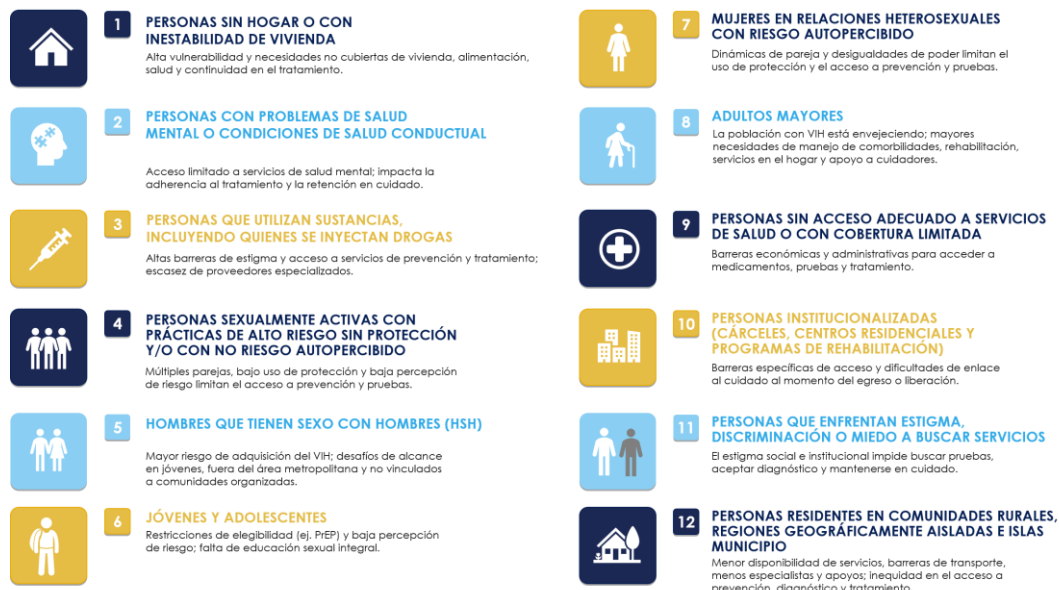 1
PERSONAS SIN HOGAR O CON
INESTABILIDAD DE VIVIENDA
Alta vulnerabilidad y necesidades no cubiertas de vivienda, alimentación,
salud y continuidad en el tratamiento.
2
PERSONAS CON PROBLEMAS DE SALUD
MENTAL O CONDICIONES DE SALUD CONDUCTUAL
Acceso limitado a servicios de salud mental; impacta la
adherencia al tratamiento y la retención en cuidado.
3
PERSONAS QUE UTILIZAN SUSTANCIAS,
INCLUYENDO QUIENES SE INYECTAN DROGAS
Altas barreras de estigma y acceso a servicios de prevención y tratamiento;
escasez de proveedores especializados.
4
PERSONAS SEXUALMENTE ACTIVAS CON
PRÁCTICAS DE ALTO RIESGO SIN PROTECCIÓN
Y/O CON NO RIESGO AUTOPERCIBIDO
Múltiples parejas, bajo uso de protección y baja percepción
de riesgo limitan el acceso a prevención y pruebas.
5
HOMBRES QUE TIENEN SEXO CON HOMBRES (HSH)
Mayor riesgo de adquisición del VIH; desafíos de alcance
en jóvenes, fuera del área metropolitana y no vinculados
a comunidades organizadas.
6
JÓVENES Y ADOLESCENTES
Restricciones de elegibilidad (ej. PrEP) y baja percepción
de riesgo; falta de educación sexual integral.
7
MUJERES EN RELACIONES HETEROSEXUALES
CON RIESGO AUTOPERCIBIDO
Dinámicas de pareja y desigualdades de poder limitan el
uso de protección y el acceso a prevención y pruebas.
8
ADULTOS MAYORES
La población con VIH está envejeciendo; mayores
necesidades de manejo de comorbilidades, rehabilitación,
servicios en el hogar y apoyo a cuidadores.
9
PERSONAS SIN ACCESO ADECUADO A SERVICIOS
DE SALUD O CON COBERTURA LIMITADA
Barreras económicas y administrativas para acceder a
medicamentos, pruebas y tratamiento.
10
PERSONAS INSTITUCIONALIZADAS
(CÁRCELES, CENTROS RESIDENCIALES Y
PROGRAMAS DE REHABILITACIÓN)
Barreras específicas de acceso y dificultades de enlace
al cuidado al momento del egreso o liberación.
11
PERSONAS QUE ENFRENTAN ESTIGMA,
DISCRIMINACIÓN O MIEDO A BUSCAR SERVICIOS
El estigma social e institucional impide buscar pruebas,
aceptar diagnóstico y mantenerse en cuidado.
12
PERSONAS RESIDENTES EN COMUNIDADES RURALES,
REGIONES GEOGRÁFICAMENTE AISLADAS E ISLAS
MUNICIPIO
Menor disponibilidad de servicios, barreras de transporte,
menos especialistas y apoyos; inequidad en el acceso a
prevención, diagnóstico y tratamiento.